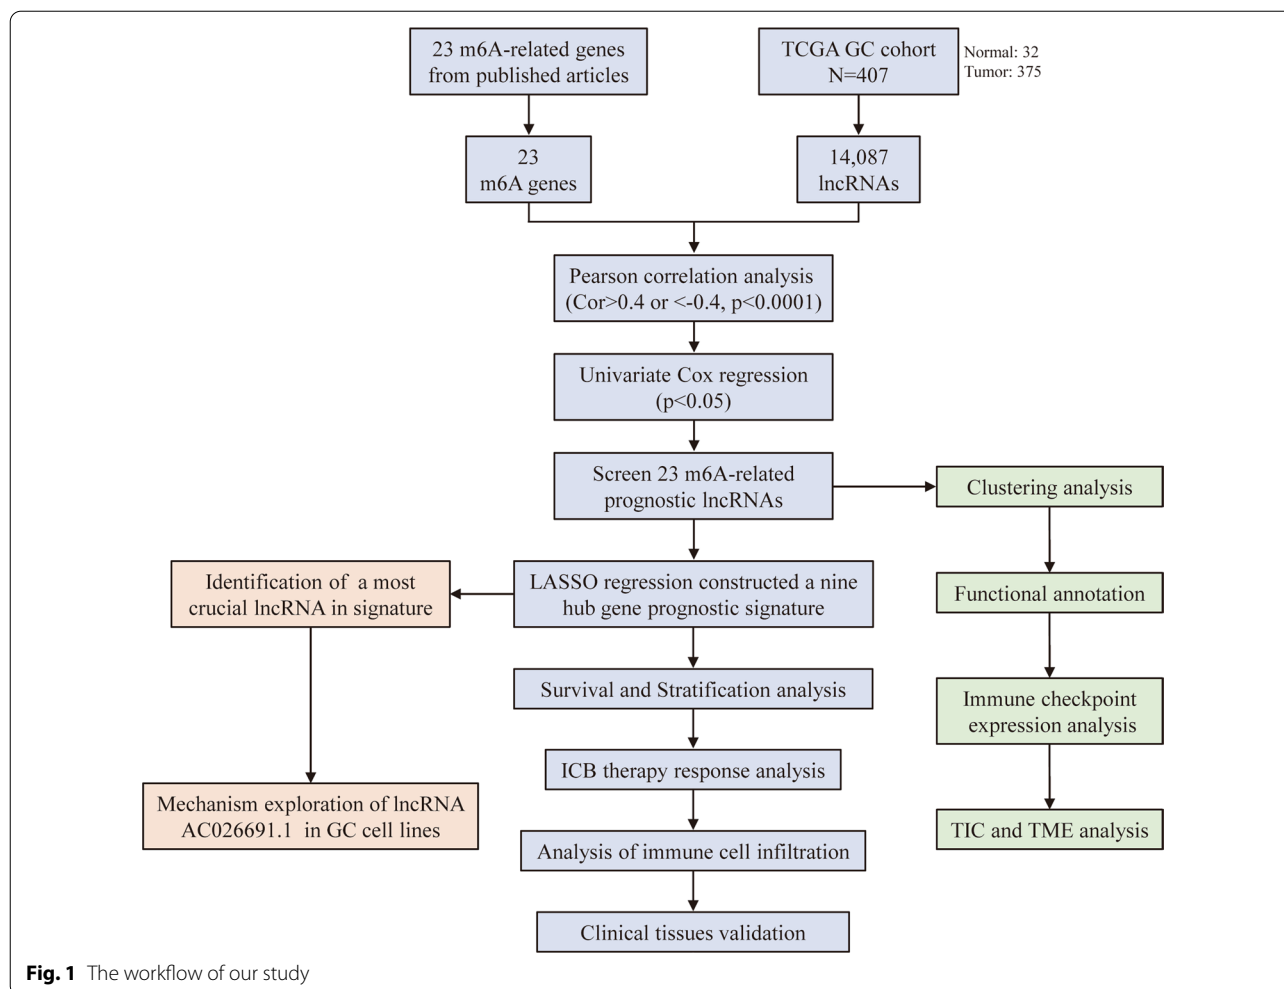 23 m6A-related genes
from published articles
TCGA GC cohort
N=407
Normal: 32
Tumor: 375
23
m6A genes
14,087
lncRNAs
Pearson correlation analysis
(Cor>0.4 or <-0.4, p<0.0001)
Univariate Cox regression
(p<0.05)
Screen 23 m6A-related
prognostic lncRNAs
Clustering analysis
Identification of a most
crucial lncRNA in signature
LASSO regression constructed a nine
hub gene prognostic signature
Functional annotation
Survival and Stratification analysis
Immune checkpoint
expression analysis
ICB therapy response analysis
Mechanism exploration of lncRNA
AC026691.1 in GC cell lines
TIC and TME analysis
Analysis of immune cell infiltration
Clinical tissues validation
Fig. 1 The workflow of our study